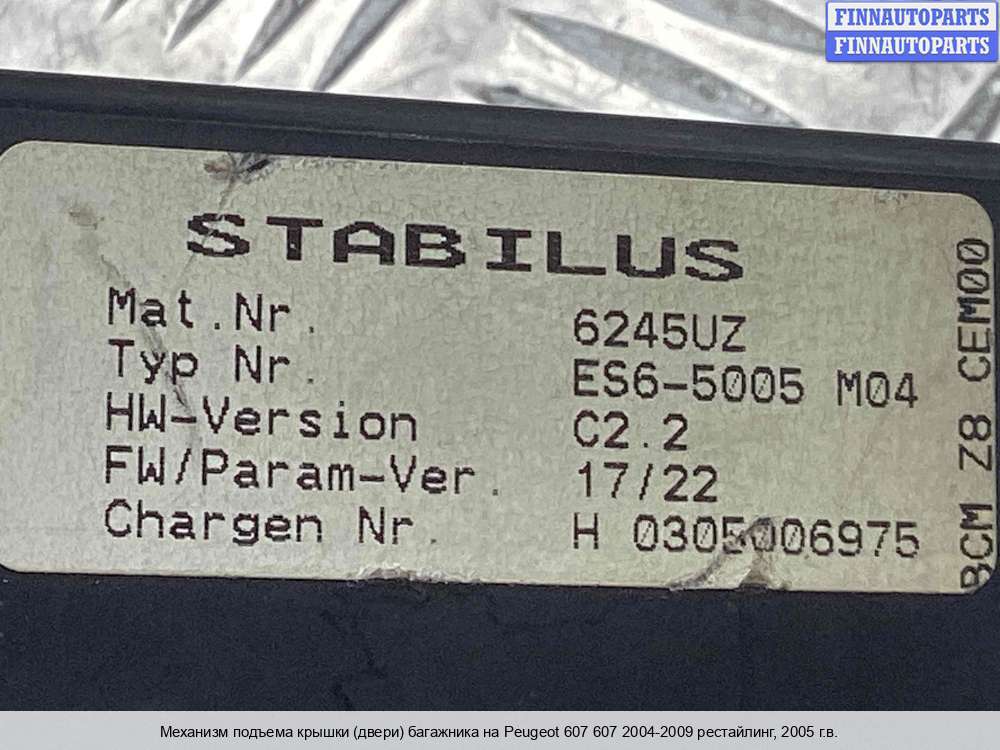 FINNAUTOPARTS
FINNAUTOPARTS
STABILUS
Mat.Nr. 6245UZ
Typ Nr. ES6-5005 M04
HW-Version C2.2
FW/Param-Ver. 17/22
Chargen Nr. H 0305006975
BCM Z8 CEM00
Механизм подъема крышки (двери) багажника на Peugeot 607 607 2004-2009 рестайлинг, 2005 г.в.